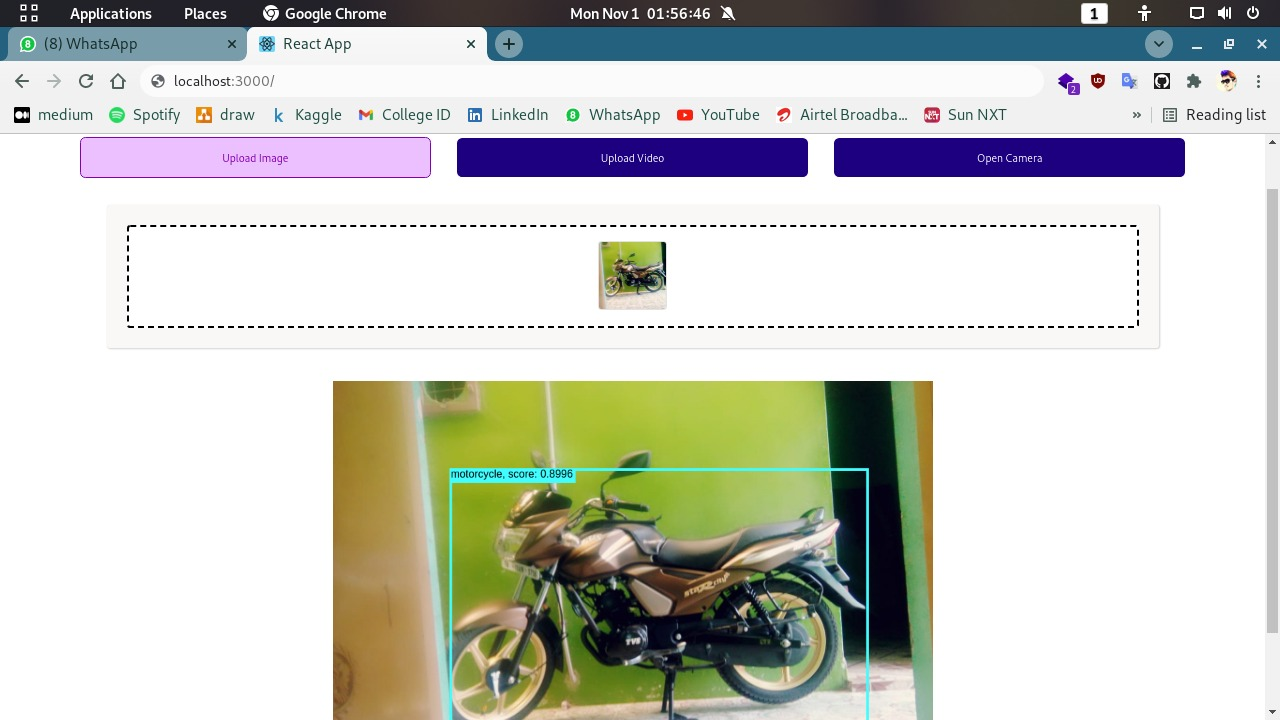 Applications Places Google Chrome Mon Nov 1 01:56:46 1
(8) WhatsApp React App
localhost:3000/ 2
medium Spotify draw Kaggle College ID LinkedIn WhatsApp YouTube Airtel Broadba... Sun NXT » Reading list
Upload Image Upload Video Open Camera
motorcycle, score: 0.8996
TVS